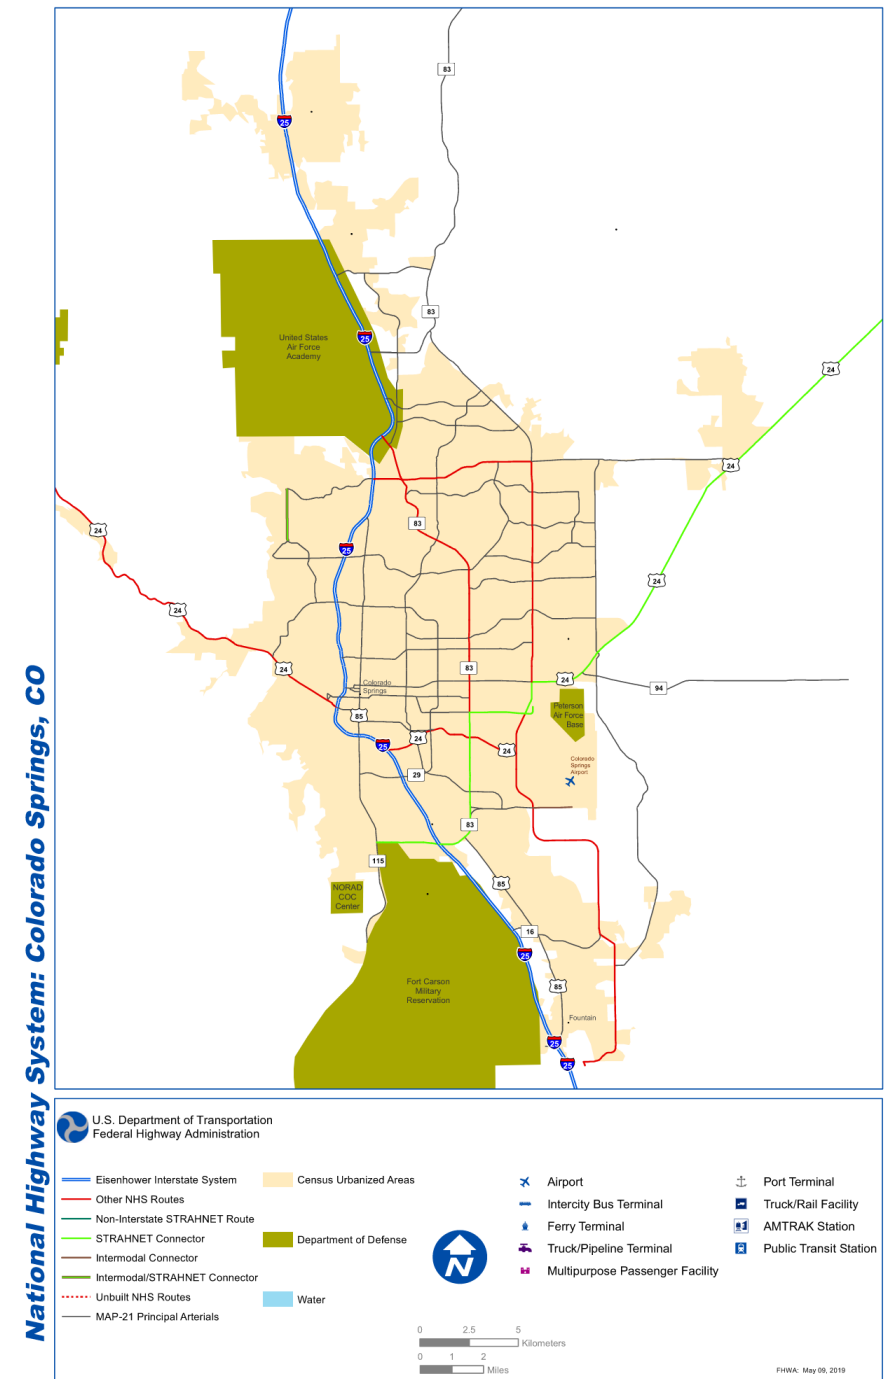 National Highway System: Colorado Springs, CO
83
25
83
United States
Air Force
Academy
25
24
24
83
24
25
24
24
83
24
24
94
Colorado
Springs
85
Peterson
Air Force
Base
24
25
24
Colorado
Springs
Airport
29
83
115
NORAD
COC
Center
85
16
25
Fort Carson
Military
Reservation
85
Fountain
25
25
U.S. Department of Transportation
Federal Highway Administration
Eisenhower Interstate System
Other NHS Routes
Non-Interstate STRAHNET Route
STRAHNET Connector
Intermodal Connector
Intermodal/STRAHNET Connector
Unbuilt NHS Routes
MAP-21 Principal Arterials
Census Urbanized Areas
Department of Defense
Water
N
Airport
Intercity Bus Terminal
Ferry Terminal
Truck/Pipeline Terminal
Multipurpose Passenger Facility
Port Terminal
Truck/Rail Facility
AMTRAK Station
Public Transit Station
0 2.5 5
Kilometers
0 1 2
Miles
FHWA: May 09, 2019